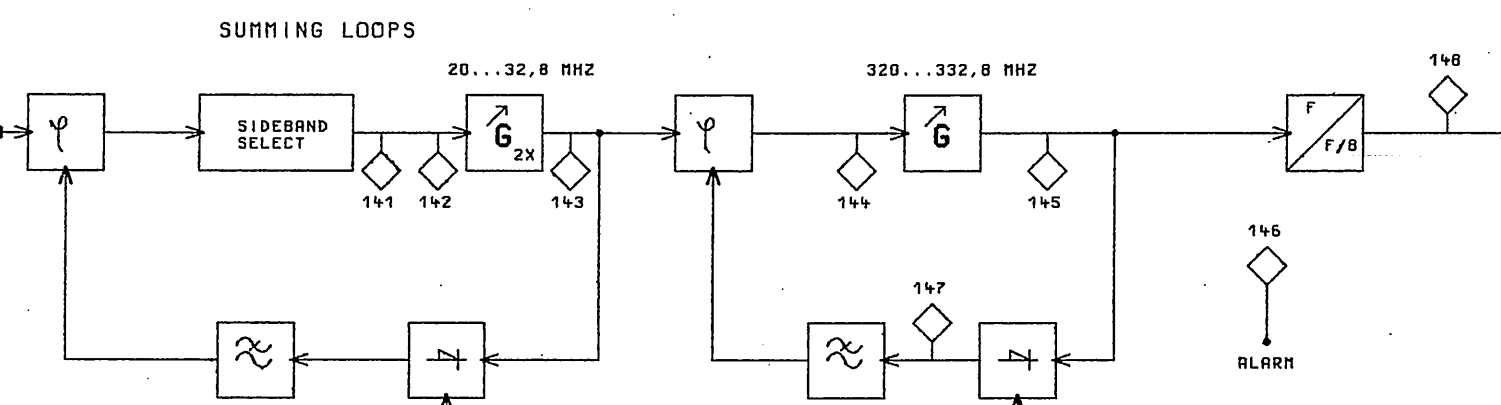 SUMMING LOOPS
20...32,8 MHZ
320...332,8 MHZ
148
φ
SIDEBAND
SELECT
G
2X
φ
G
F
F/8
141
142
143
144
145
146
147
ALARM